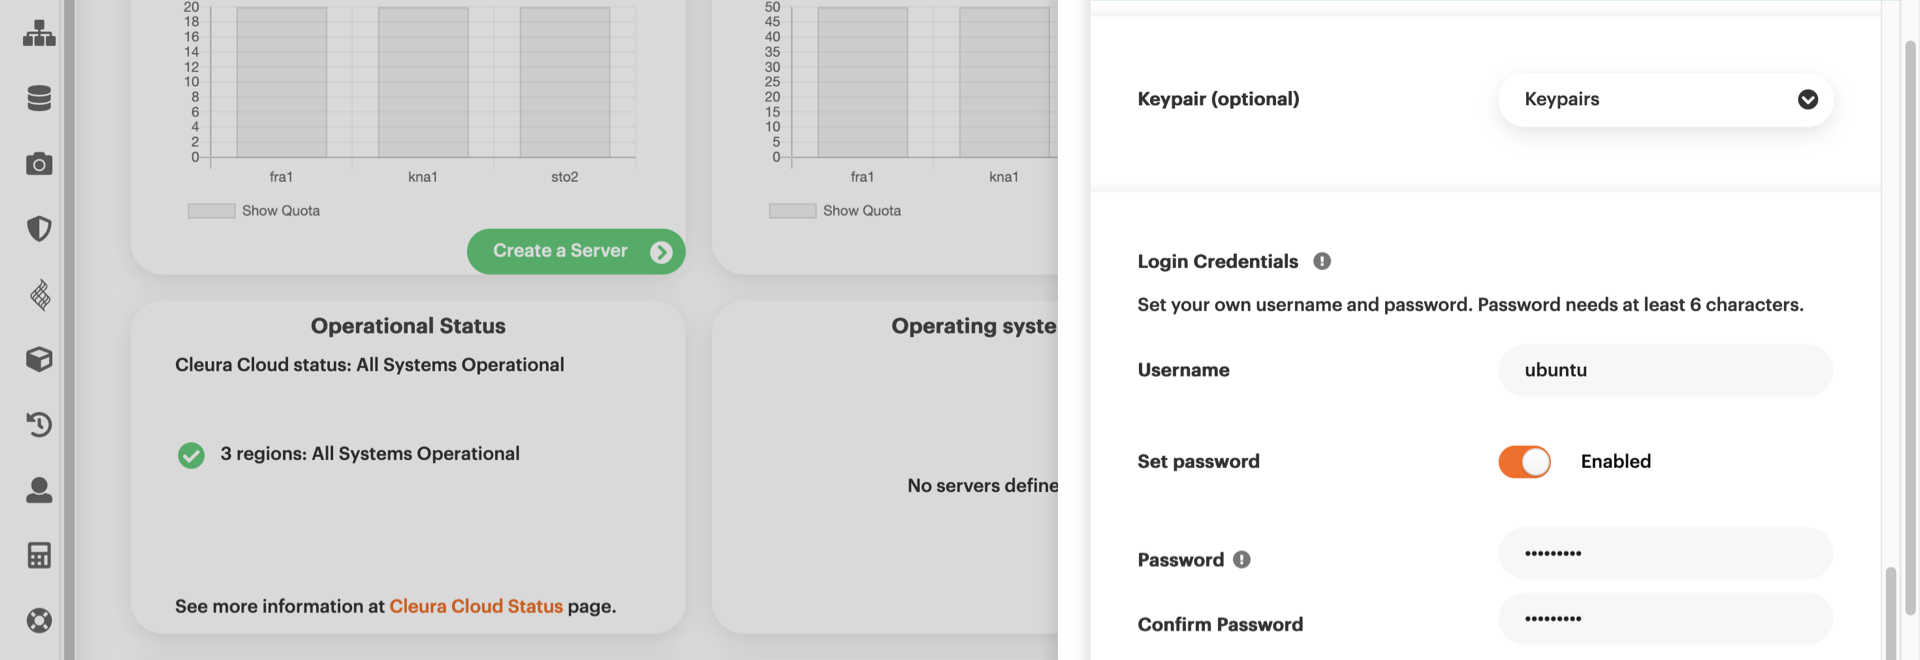 20
18
16
14
12
10
8
6
4
2
0
fra1
kna1
sto2
Show Quota
Create a Server
50
45
40
35
30
25
20
15
10
5
0
fra1
kna1
Show Quota
Operational Status
Cleura Cloud status: All Systems Operational
3 regions: All Systems Operational
See more information at Cleura Cloud Status page.
Operating syste
No servers define
Keypair (optional)
Keypairs
Login Credentials
Set your own username and password. Password needs at least 6 characters.
Username
ubuntu
Set password
Enabled
Password
•••••••••
Confirm Password
•••••••••